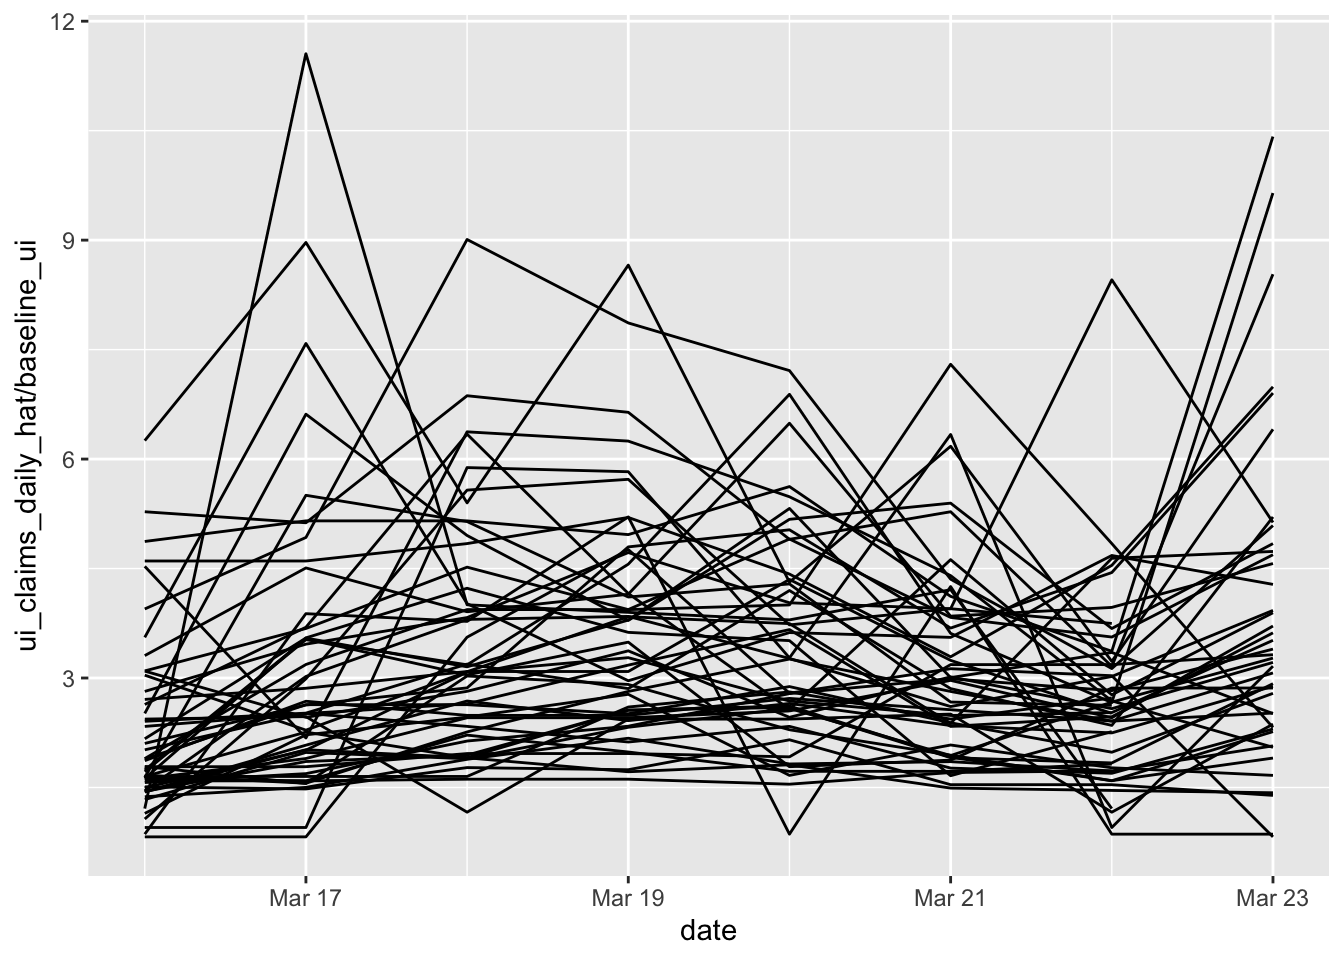 12
9
6
3
ui_claims_daily_hat/baseline_ui
Mar 17
Mar 19
Mar 21
Mar 23
date